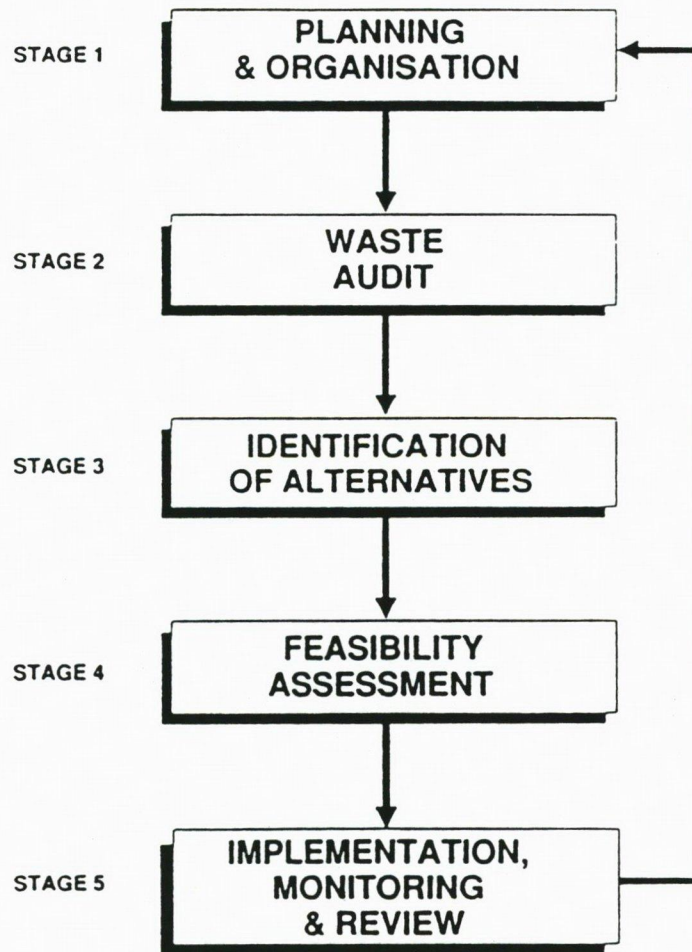 STAGE 1
PLANNING
& ORGANISATION
STAGE 2
WASTE
AUDIT
STAGE 3
IDENTIFICATION
OF ALTERNATIVES
STAGE 4
FEASIBILITY
ASSESSMENT
STAGE 5
IMPLEMENTATION,
MONITORING
& REVIEW